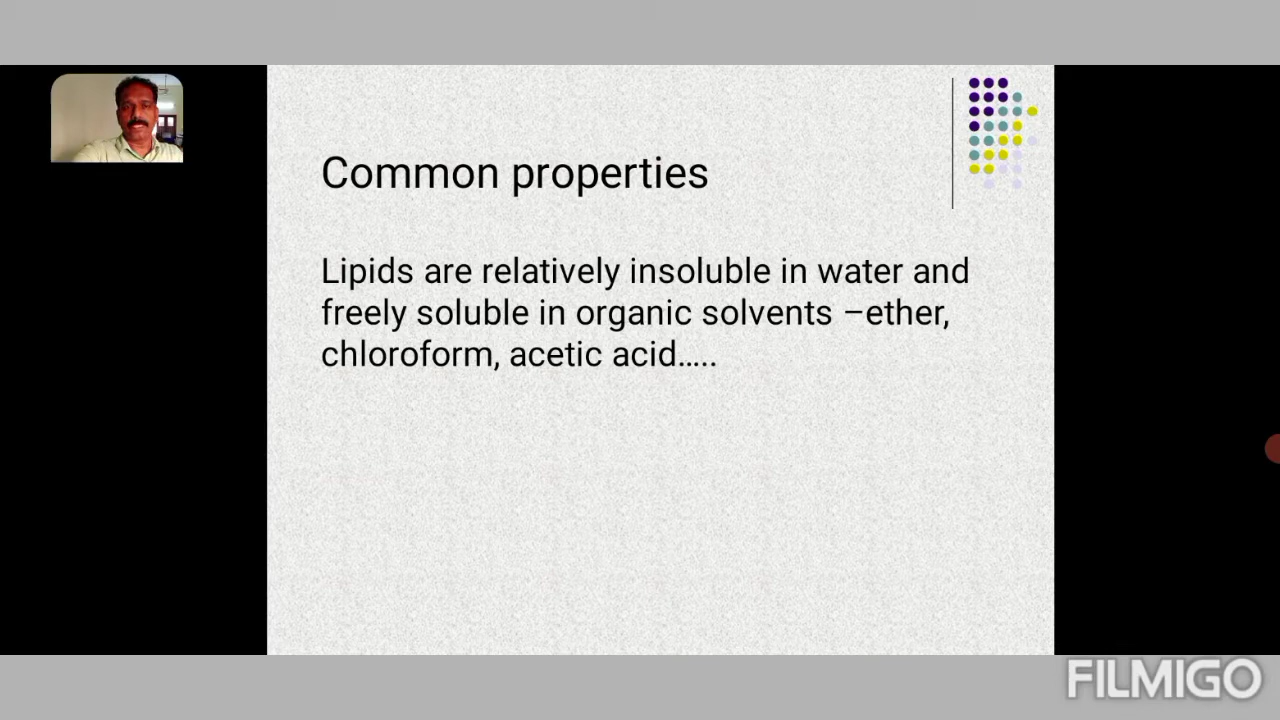 Common properties
Lipids are relatively insoluble in water and
freely soluble in organic solvents –ether,
chloroform, acetic acid…..
FILMIGO